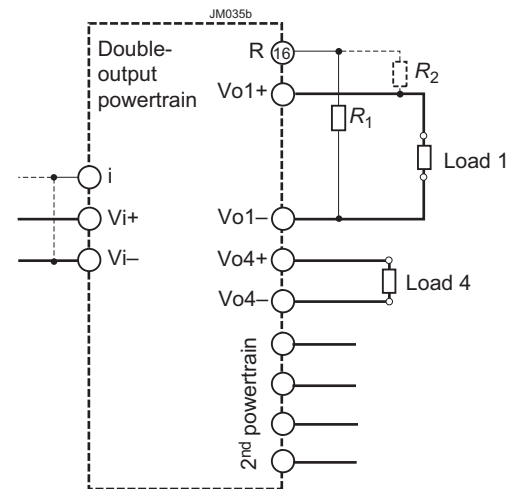 JM035b
Double-
output
powertrain
R 16
R2
Vo1+
R1
Load 1
i
Vi+
Vo1–
Vi–
Vo4+
Load 4
Vo4–
2nd powertrain